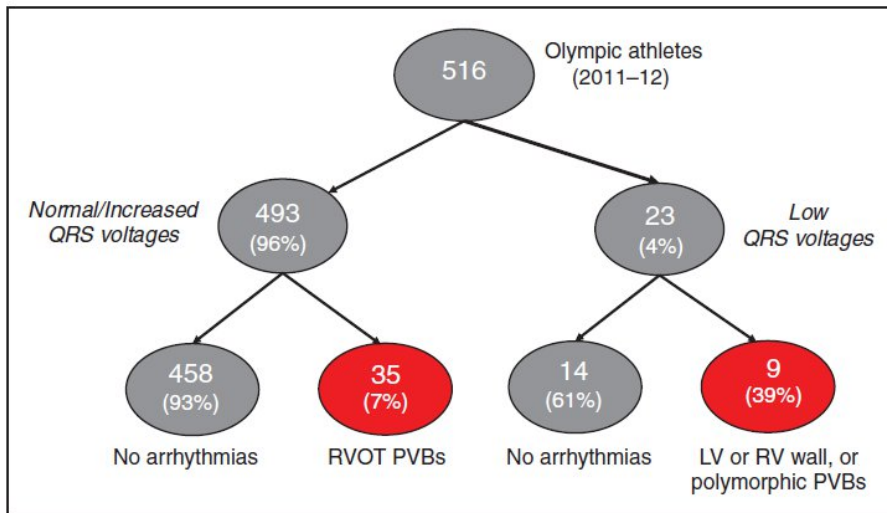 516
Olympic athletes
(2011–12)
Normal/Increased
QRS voltages
493
(96%)
23
(4%)
Low
QRS voltages
458
(93%)
35
(7%)
14
(61%)
9
(39%)
No arrhythmias
RVOT PVBs
No arrhythmias
LV or RV wall, or
polymorphic PVBs